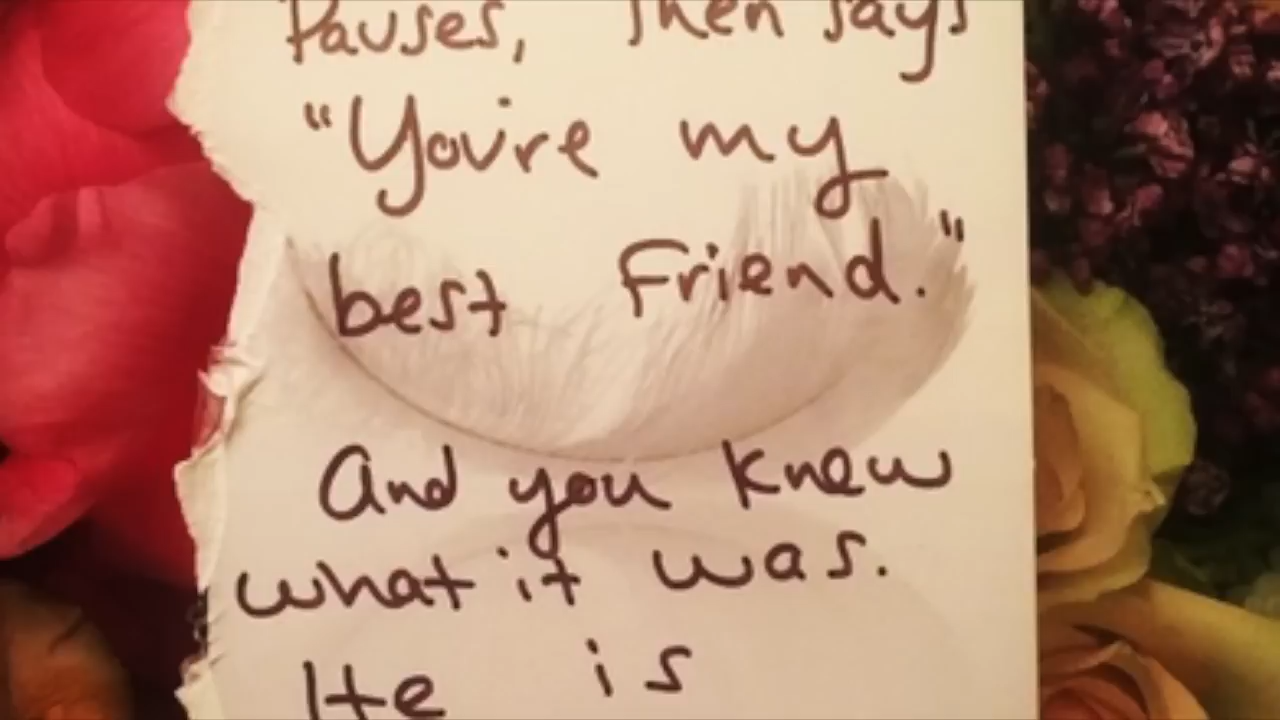 Pauses, then says
"You're my
best Friend."
And you knew
what it was.
He is